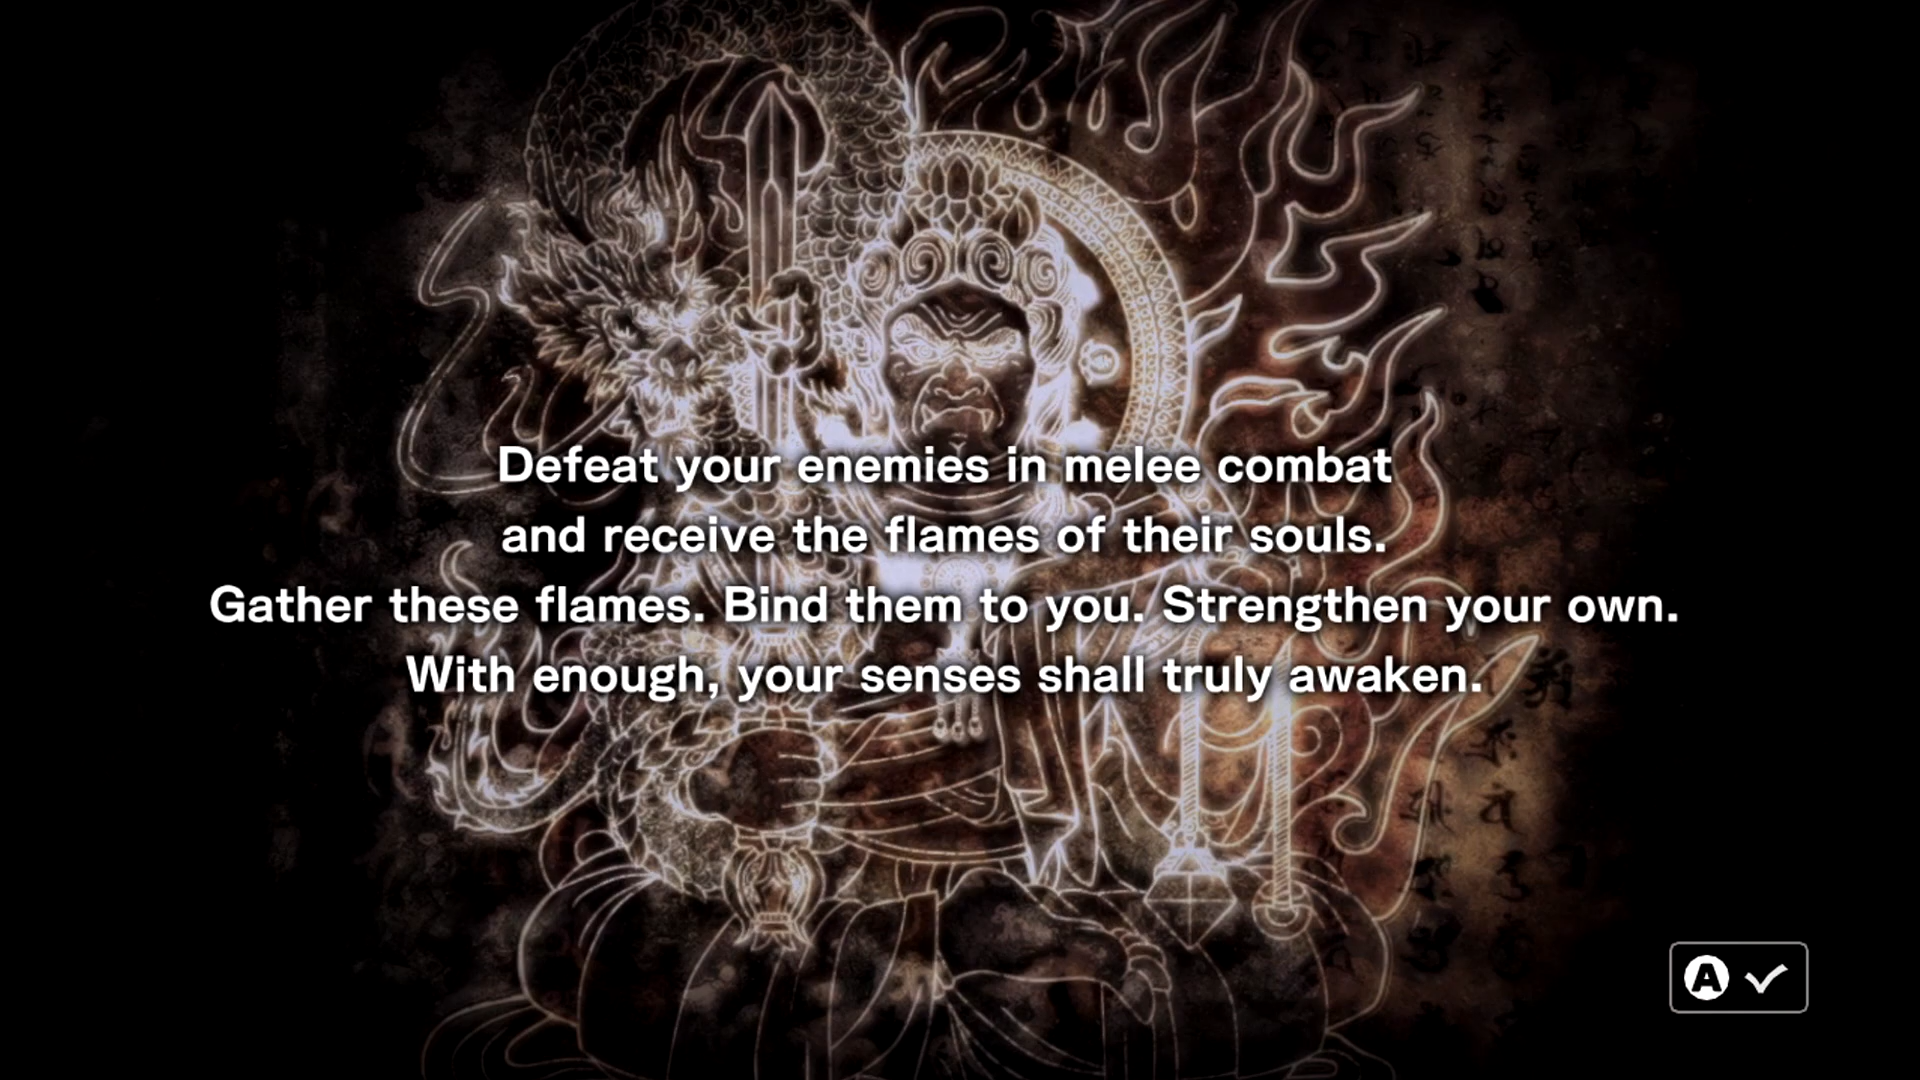 Defeat your enemies in melee combat
and receive the flames of their souls.
Gather these flames. Bind them to you. Strengthen your own.
With enough, your senses shall truly awaken.
A